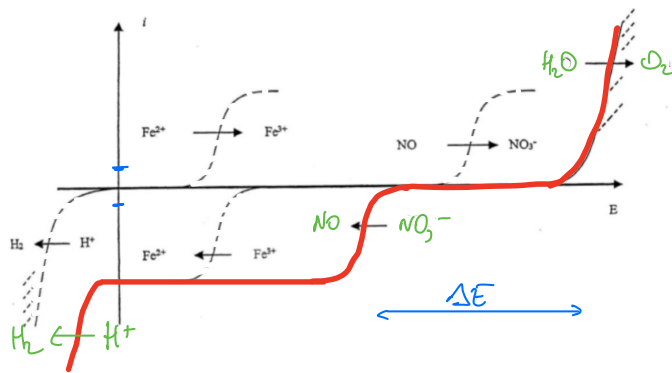 i
H₂O → O₂
Fe²⁺ → Fe³⁺
NO → NO₃⁻
E
NO ← NO₃⁻
H₂ ← H⁺
Fe²⁺ ← Fe³⁺
ΔE
H₂ ← H⁺